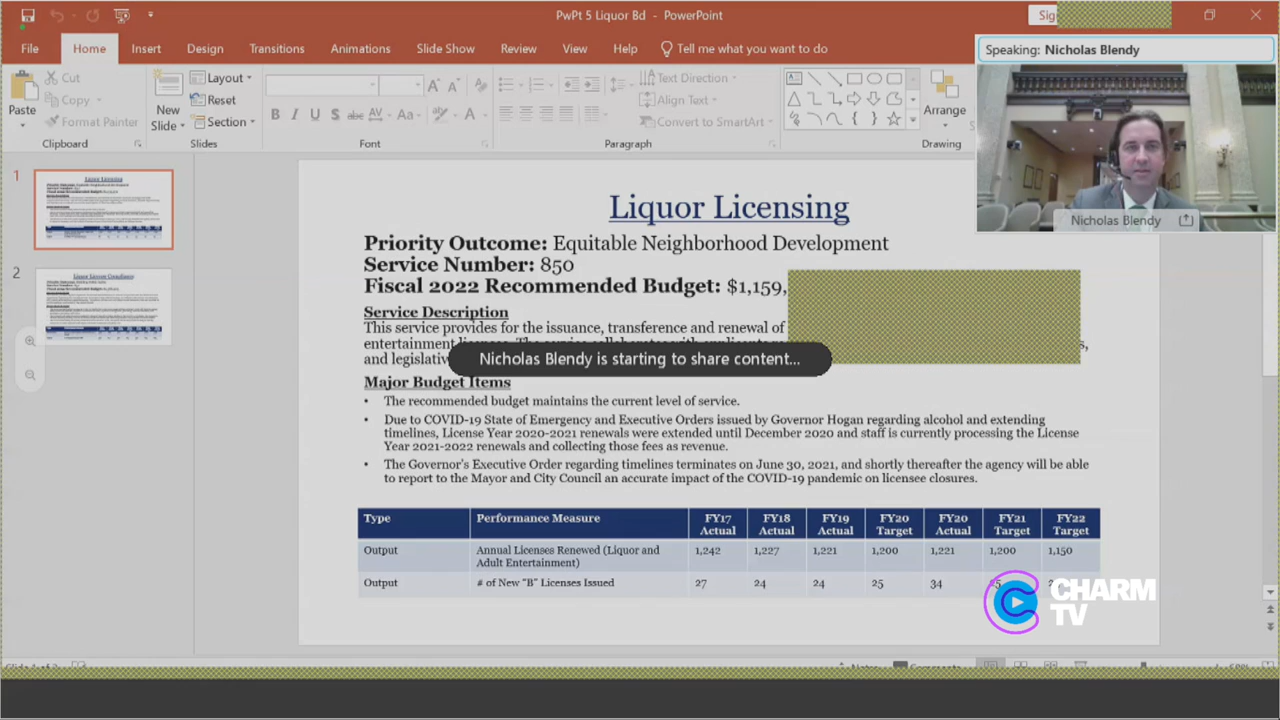 PwPt 5 Liquor Bd - PowerPoint
Sig
File Home Insert Design Transitions Animations Slide Show Review View Help Tell me what you want to do
Speaking: Nicholas Blendy
Cut
Copy
Format Painter
Paste
Clipboard
New
Slide
Layout
Reset
Section
Slides
Font
Text Direction
Align Text
Convert to SmartArt
Paragraph
Arrange
Drawing
Nicholas Blendy
1
2
Liquor Licensing
Priority Outcome: Equitable Neighborhood Development
Service Number: 850
Fiscal 2022 Recommended Budget: $1,159,
Service Description
This service provides for the issuance, transference and renewal of
entertainment
and legislativ
Nicholas Blendy is starting to share content...
Major Budget Items
• The recommended budget maintains the current level of service.
• Due to COVID-19 State of Emergency and Executive Orders issued by Governor Hogan regarding alcohol and extending
timelines, License Year 2020-2021 renewals were extended until December 2020 and staff is currently processing the License
Year 2021-2022 renewals and collecting those fees as revenue.
• The Governor's Executive Order regarding timelines terminates on June 30, 2021, and shortly thereafter the agency will be able
to report to the Mayor and City Council an accurate impact of the COVID-19 pandemic on licensee closures.
Type Performance Measure FY17 Actual FY18 Actual FY19 Actual FY20 Target FY20 Actual FY21 Target FY22 Target
Output Annual Licenses Renewed (Liquor and Adult Entertainment) 1,242 1,227 1,221 1,200 1,221 1,200 1,150
Output # of New "B" Licenses Issued 27 24 24 25 34
CHARM
TV